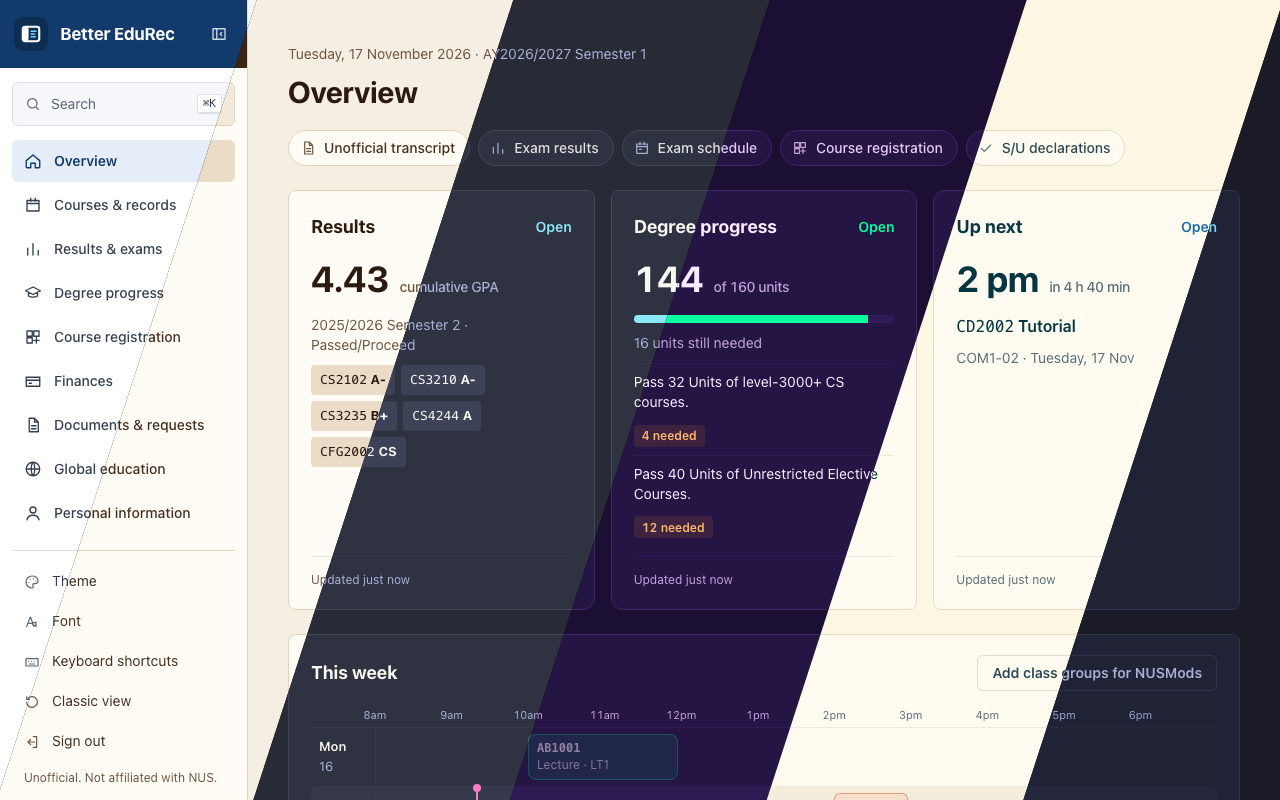 Better EduRec
Search
⌘K
Overview
Courses & records
Results & exams
Degree progress
Course registration
Finances
Documents & requests
Global education
Personal information
Theme
Font
Keyboard shortcuts
Classic view
Sign out
Unofficial. Not affiliated with NUS.
Tuesday, 17 November 2026 · AY2026/2027 Semester 1
Overview
Unofficial transcript
Exam results
Exam schedule
Course registration
S/U declarations
Results
Open
4.43 cumulative GPA
2025/2026 Semester 2 ·
Passed/Proceed
CS2102 A-
CS3210 A-
CS3235 B+
CS4244 A
CFG2002 CS
Updated just now
Degree progress
Open
144 of 160 units
16 units still needed
Pass 32 Units of level-3000+ CS
courses.
4 needed
Pass 40 Units of Unrestricted Elective
Courses.
12 needed
Updated just now
Up next
Open
2 pm in 4 h 40 min
CD2002 Tutorial
COM1-02 · Tuesday, 17 Nov
Updated just now
This week
Add class groups for NUSMods
8am 9am 10am 11am 12pm 1pm 2pm 3pm 4pm 5pm 6pm
Mon
16
AB1001
Lecture · LT1